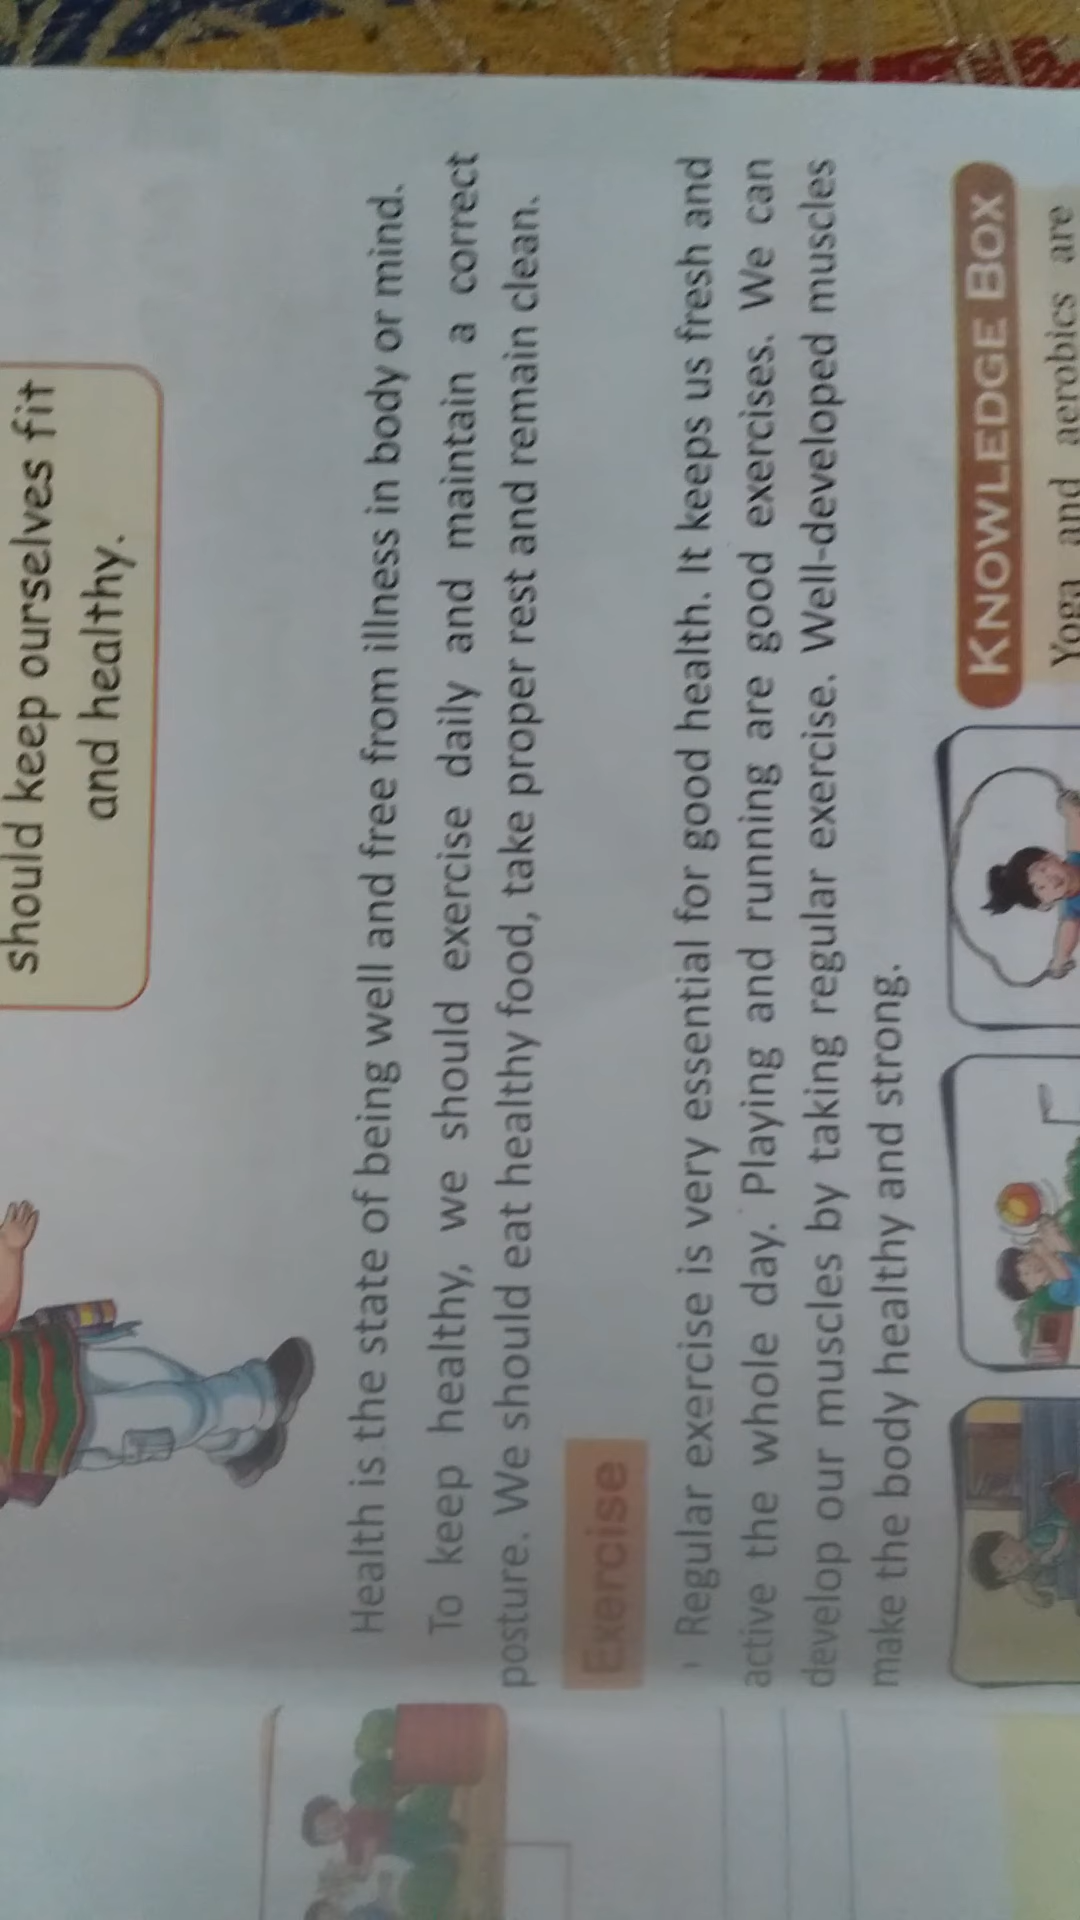 should keep ourselves fit
and healthy.
Health is the state of being well and free from illness in body or mind.
To keep healthy, we should exercise daily and maintain a correct
posture. We should eat healthy food, take proper rest and remain clean.
Exercise
Regular exercise is very essential for good health. It keeps us fresh and
active the whole day. Playing and running are good exercises. We can
develop our muscles by taking regular exercise. Well-developed muscles
make the body healthy and strong.
KNOWLEDGE BOX
Yoga and aerobics are